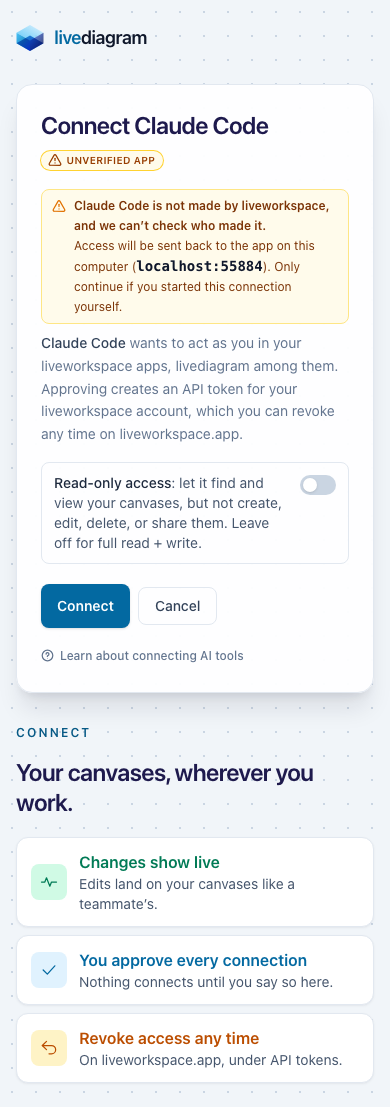 livediagram
Connect Claude Code
UNVERIFIED APP
Claude Code is not made by liveworkspace,
and we can't check who made it.
Access will be sent back to the app on this
computer (localhost:55884). Only
continue if you started this connection
yourself.
Claude Code wants to act as you in your
liveworkspace apps, livediagram among them.
Approving creates an API token for your
liveworkspace account, which you can revoke
any time on liveworkspace.app.
Read-only access: let it find and
view your canvases, but not create,
edit, delete, or share them. Leave
off for full read + write.
Connect
Cancel
Learn about connecting AI tools
CONNECT
Your canvases, wherever you
work.
Changes show live
Edits land on your canvases like a
teammate's.
You approve every connection
Nothing connects until you say so here.
Revoke access any time
On liveworkspace.app, under API tokens.